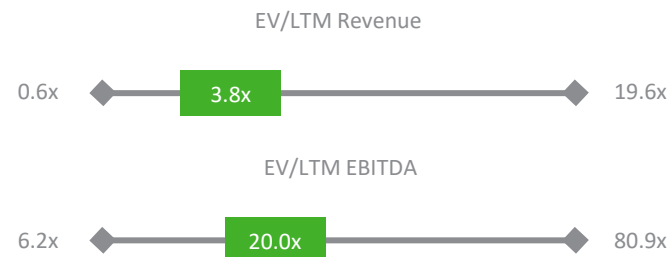 EV/LTM Revenue
0.6x 3.8x 19.6x
EV/LTM EBITDA
6.2x 20.0x 80.9x